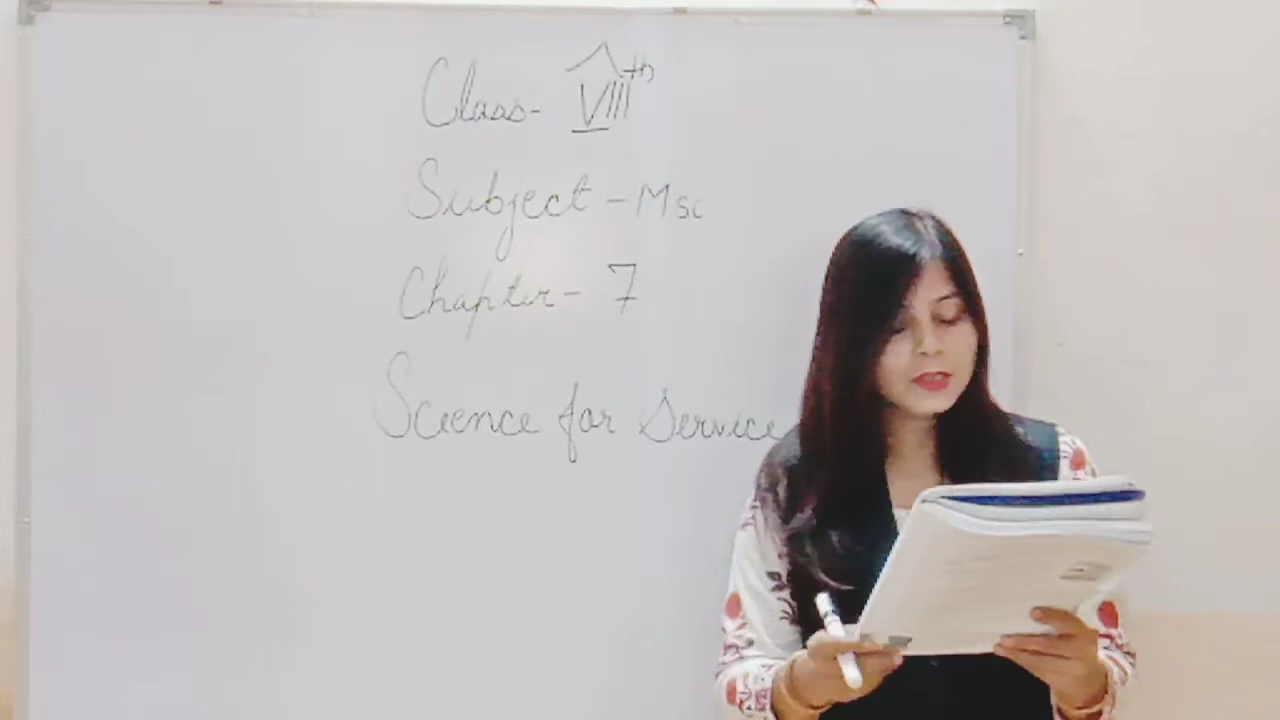 Class- VIIIth
Subject - Msc
Chapter - 7
Science for Service